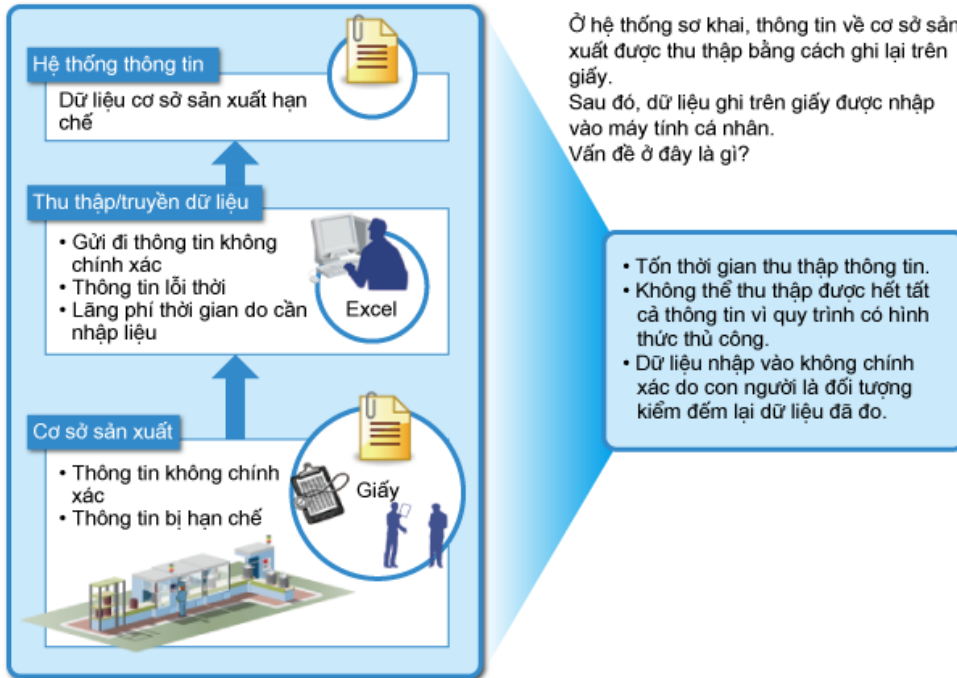 Hệ thống thông tin
Dữ liệu cơ sở sản xuất hạn
chế
Thu thập/truyền dữ liệu
• Gửi đi thông tin không
chính xác
• Thông tin lỗi thời
• Lãng phí thời gian do cần
nhập liệu
Excel
Cơ sở sản xuất
• Thông tin không chính
xác
• Thông tin bị hạn chế
Giấy
Ở hệ thống sơ khai, thông tin về cơ sở sản
xuất được thu thập bằng cách ghi lại trên
giấy.
Sau đó, dữ liệu ghi trên giấy được nhập
vào máy tính cá nhân.
Vấn đề ở đây là gì?
• Tốn thời gian thu thập thông tin.
• Không thể thu thập được hết tất
cả thông tin vì quy trình có hình
thức thủ công.
• Dữ liệu nhập vào không chính
xác do con người là đối tượng
kiểm đếm lại dữ liệu đã đo.